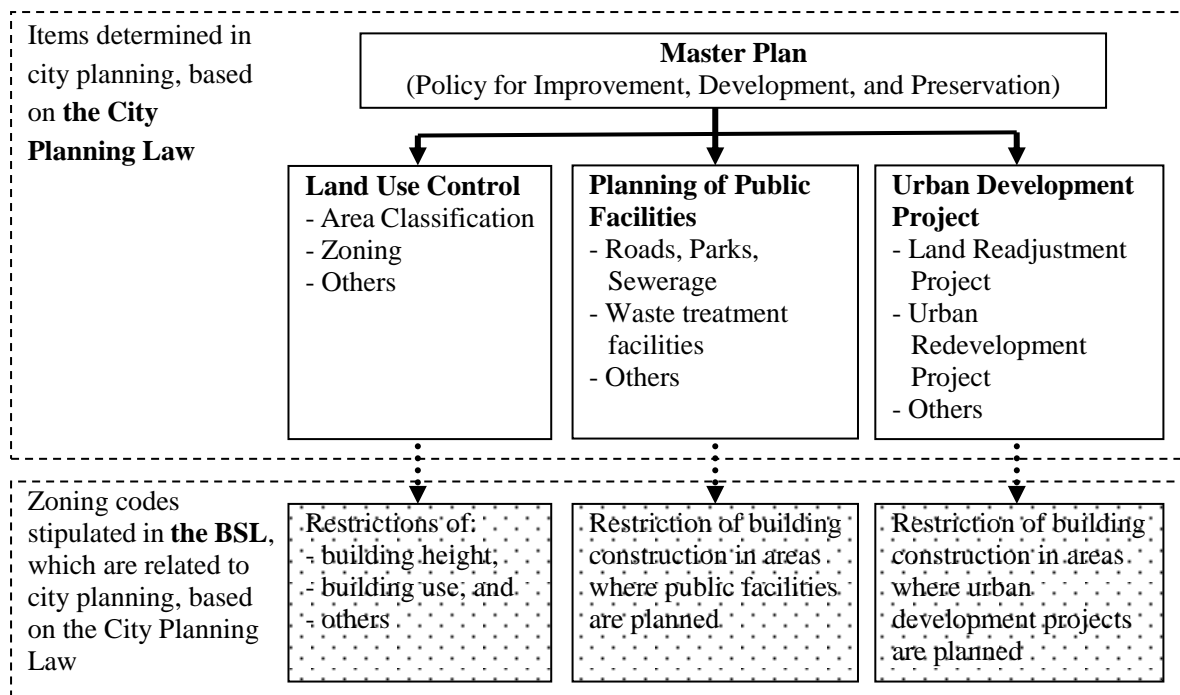 Items determined in
city planning, based
on the City
Planning Law
Master Plan
(Policy for Improvement, Development, and Preservation)
Land Use Control
- Area Classification
- Zoning
- Others
Planning of Public
Facilities
- Roads, Parks,
Sewerage
- Waste treatment
facilities
- Others
Urban Development
Project
- Land Readjustment
Project
- Urban
Redevelopment
Project
- Others
Zoning codes
stipulated in the BSL,
which are related to
city planning, based
on the City Planning
Law
Restrictions of:
- building height,
- building use, and
- others
Restriction of building
construction in areas
where public facilities
are planned
Restriction of building
construction in areas
where urban
development projects
are planned